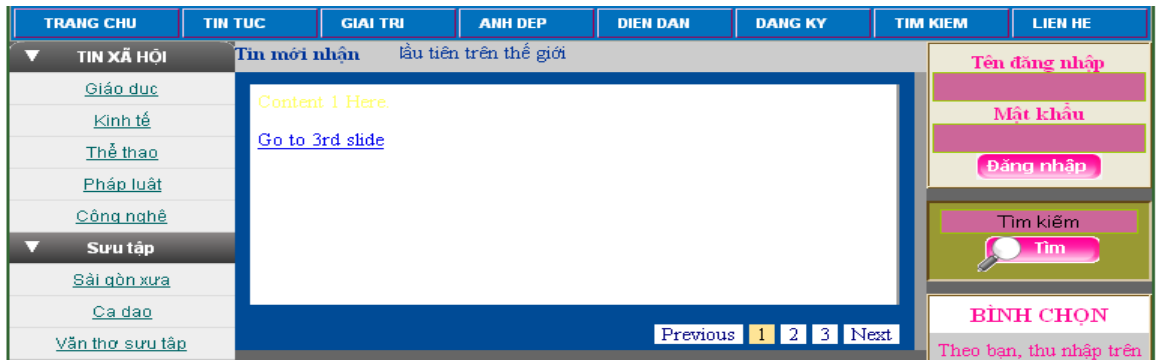 TRANG CHU TIN TUC GIAI TRI ANH DEP DIEN DAN DANG KY TIM KIEM LIEN HE
TIN XÃ HỘI
Giáo dục
Kinh tế
Thể thao
Pháp luật
Công nghệ
Sưu tập
Sài gòn xưa
Ca dao
Văn thơ sưu tập
Tin mới nhận lầu tiên trên thế giới
Content 1 Here.
Go to 3rd slide
Previous 1 2 3 Next
Tên đăng nhập
Mật khẩu
Đăng nhập
Tìm kiếm
Tìm
BÌNH CHỌN
Theo bạn, thu nhập trên